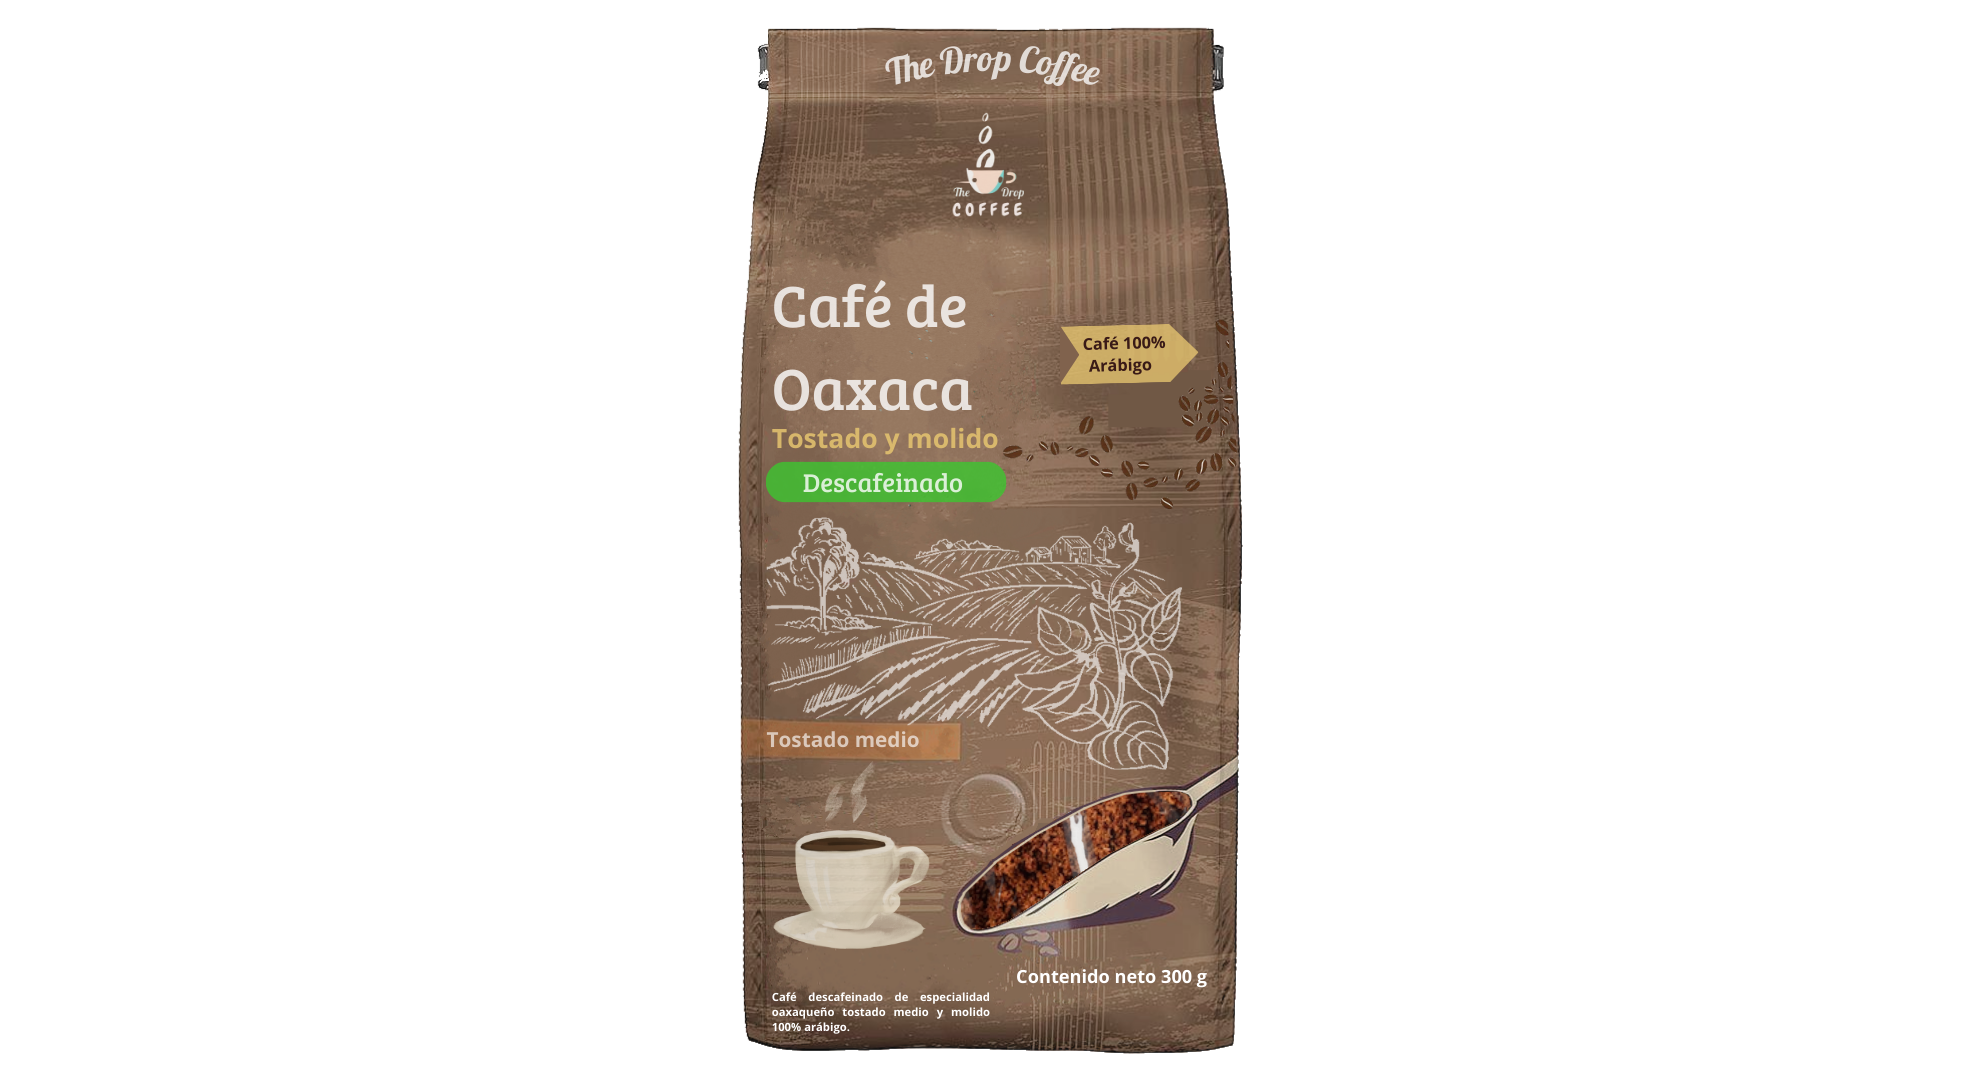 The Drop Coffee
The Drop
COFFEE
Café de
Oaxaca
Café 100%
Arábigo
Tostado y molido
Descafeinado
Tostado medio
Contenido neto 300 g
Café descafeinado de especialidad
oaxaqueño tostado medio y molido
100% arábigo.